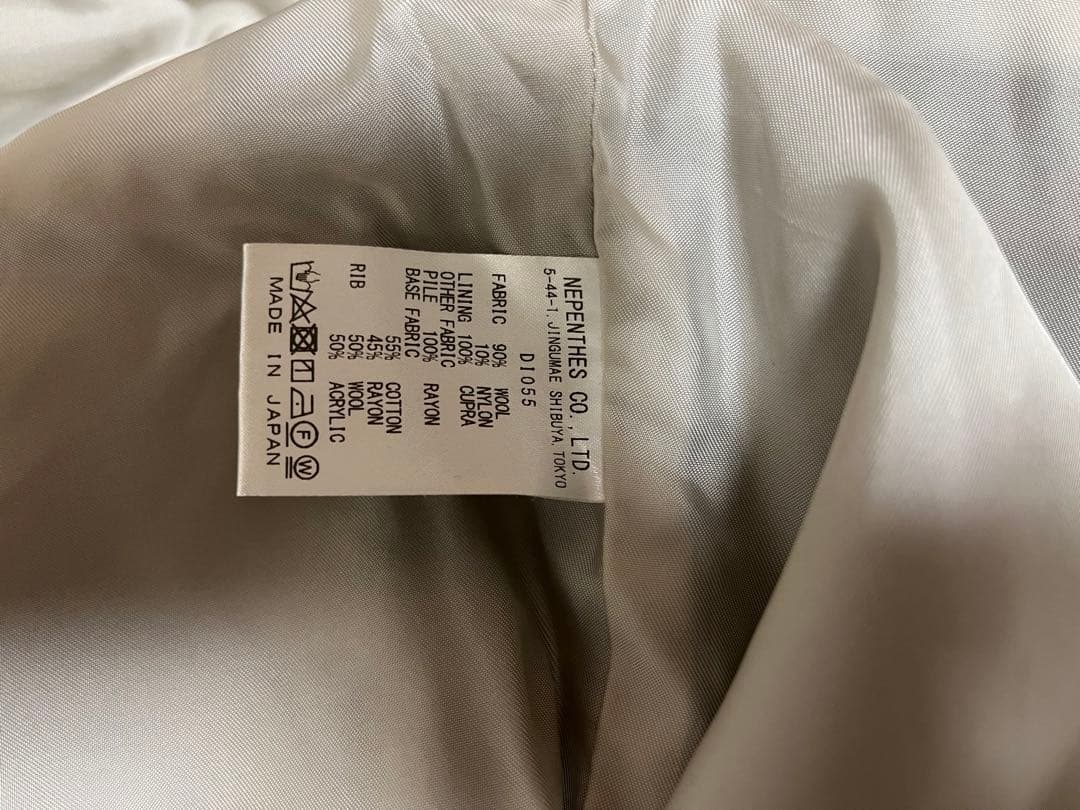 NEPENTHES CO., LTD.
5-44-1, JINGUMAE SHIBUYA, TOKYO
DI055
FABRIC 90% WOOL
10% NYLON
LINING 100% CUPRA
OTHER FABRIC
PILE 100% RAYON
BASE FABRIC
55% COTTON
45% RAYON
RIB 50% WOOL
50% ACRYLIC
F W
MADE IN JAPAN